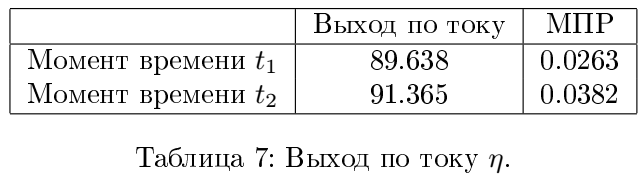 Выход по току МПР
Момент времени t₁ 89.638 0.0263
Момент времени t₂ 91.365 0.0382
Таблица 7: Выход по току η.